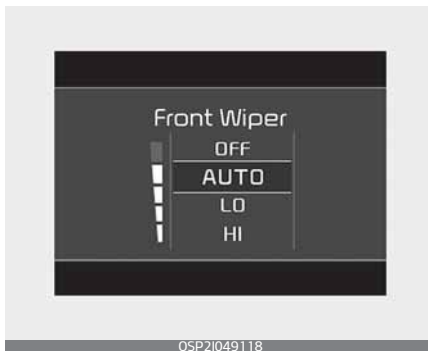 Front Wiper
OFF
AUTO
LO
HI
OSP2I049118